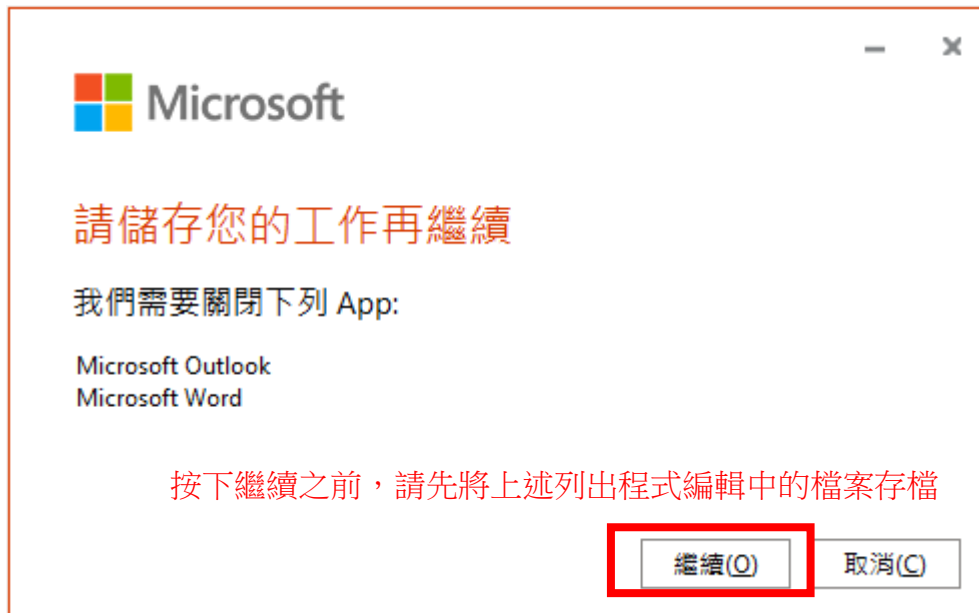 Microsoft
請儲存您的工作再繼續
我們需要關閉下列 App:
Microsoft Outlook
Microsoft Word
按下繼續之前，請先將上述列出程式編輯中的檔案存檔
繼續(O) 取消(C)